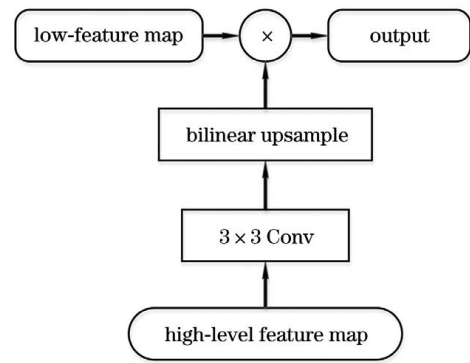 low-feature map
×
output
bilinear upsample
3 × 3 Conv
high-level feature map